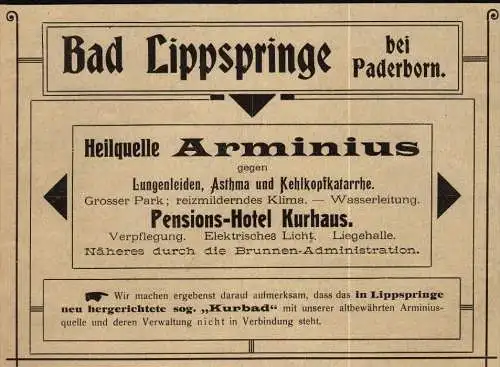 Bad Lippspringe bei
Paderborn.
Heilquelle Arminius
gegen
Lungenleiden, Asthma und Kehlkopfkatarrhe.
Grosser Park; reizmilderndes Klima. — Wasserleitung.
Pensions-Hotel Kurhaus.
Verpflegung. Elektrisches Licht. Liegehalle.
Näheres durch die Brunnen-Administration.
☛ Wir machen ergebenst darauf aufmerksam, dass das in Lippspringe
neu hergerichtete sog. „Kurbad" mit unserer altbewährten Arminius-
quelle und deren Verwaltung nicht in Verbindung steht.